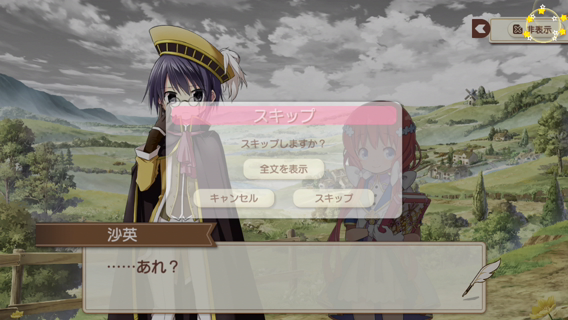 非表示
スキップ
スキップしますか？
全文を表示
キャンセル
スキップ
沙英
……あれ？